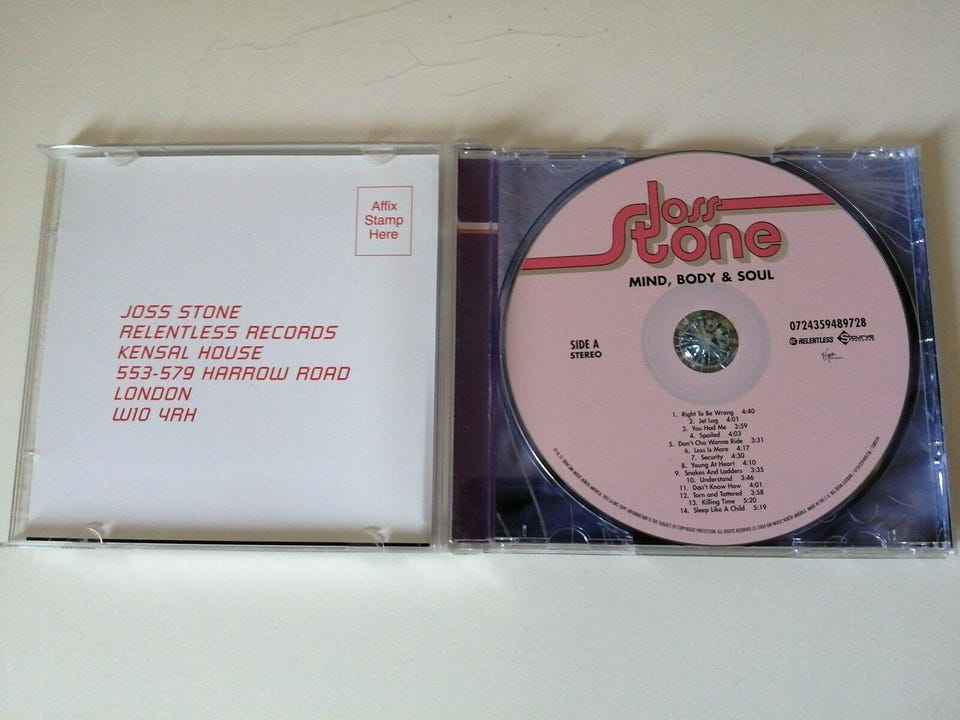 Affix
Stamp
Here
JOSS STONE
RELENTLESS RECORDS
KENSAL HOUSE
553-579 HARROW ROAD
LONDON
W10 4RH
Joss
Stone
MIND, BODY & SOUL
SIDE A
STEREO
0724359489728
RELENTLESS
S-Curve
Virgin
1. Right To Be Wrong 4:40
2. Jet Lag 4:01
3. You Had Me 3:59
4. Spoiled 4:03
5. Don't Cha Wanna Ride 3:31
6. Less Is More 4:17
7. Security 4:30
8. Young At Heart 4:10
9. Snakes And Ladders 3:35
10. Understand 3:46
11. Don't Know How 4:01
12. Torn and Tattered 3:58
13. Killing Time 5:20
14. Sleep Like A Child 5:19